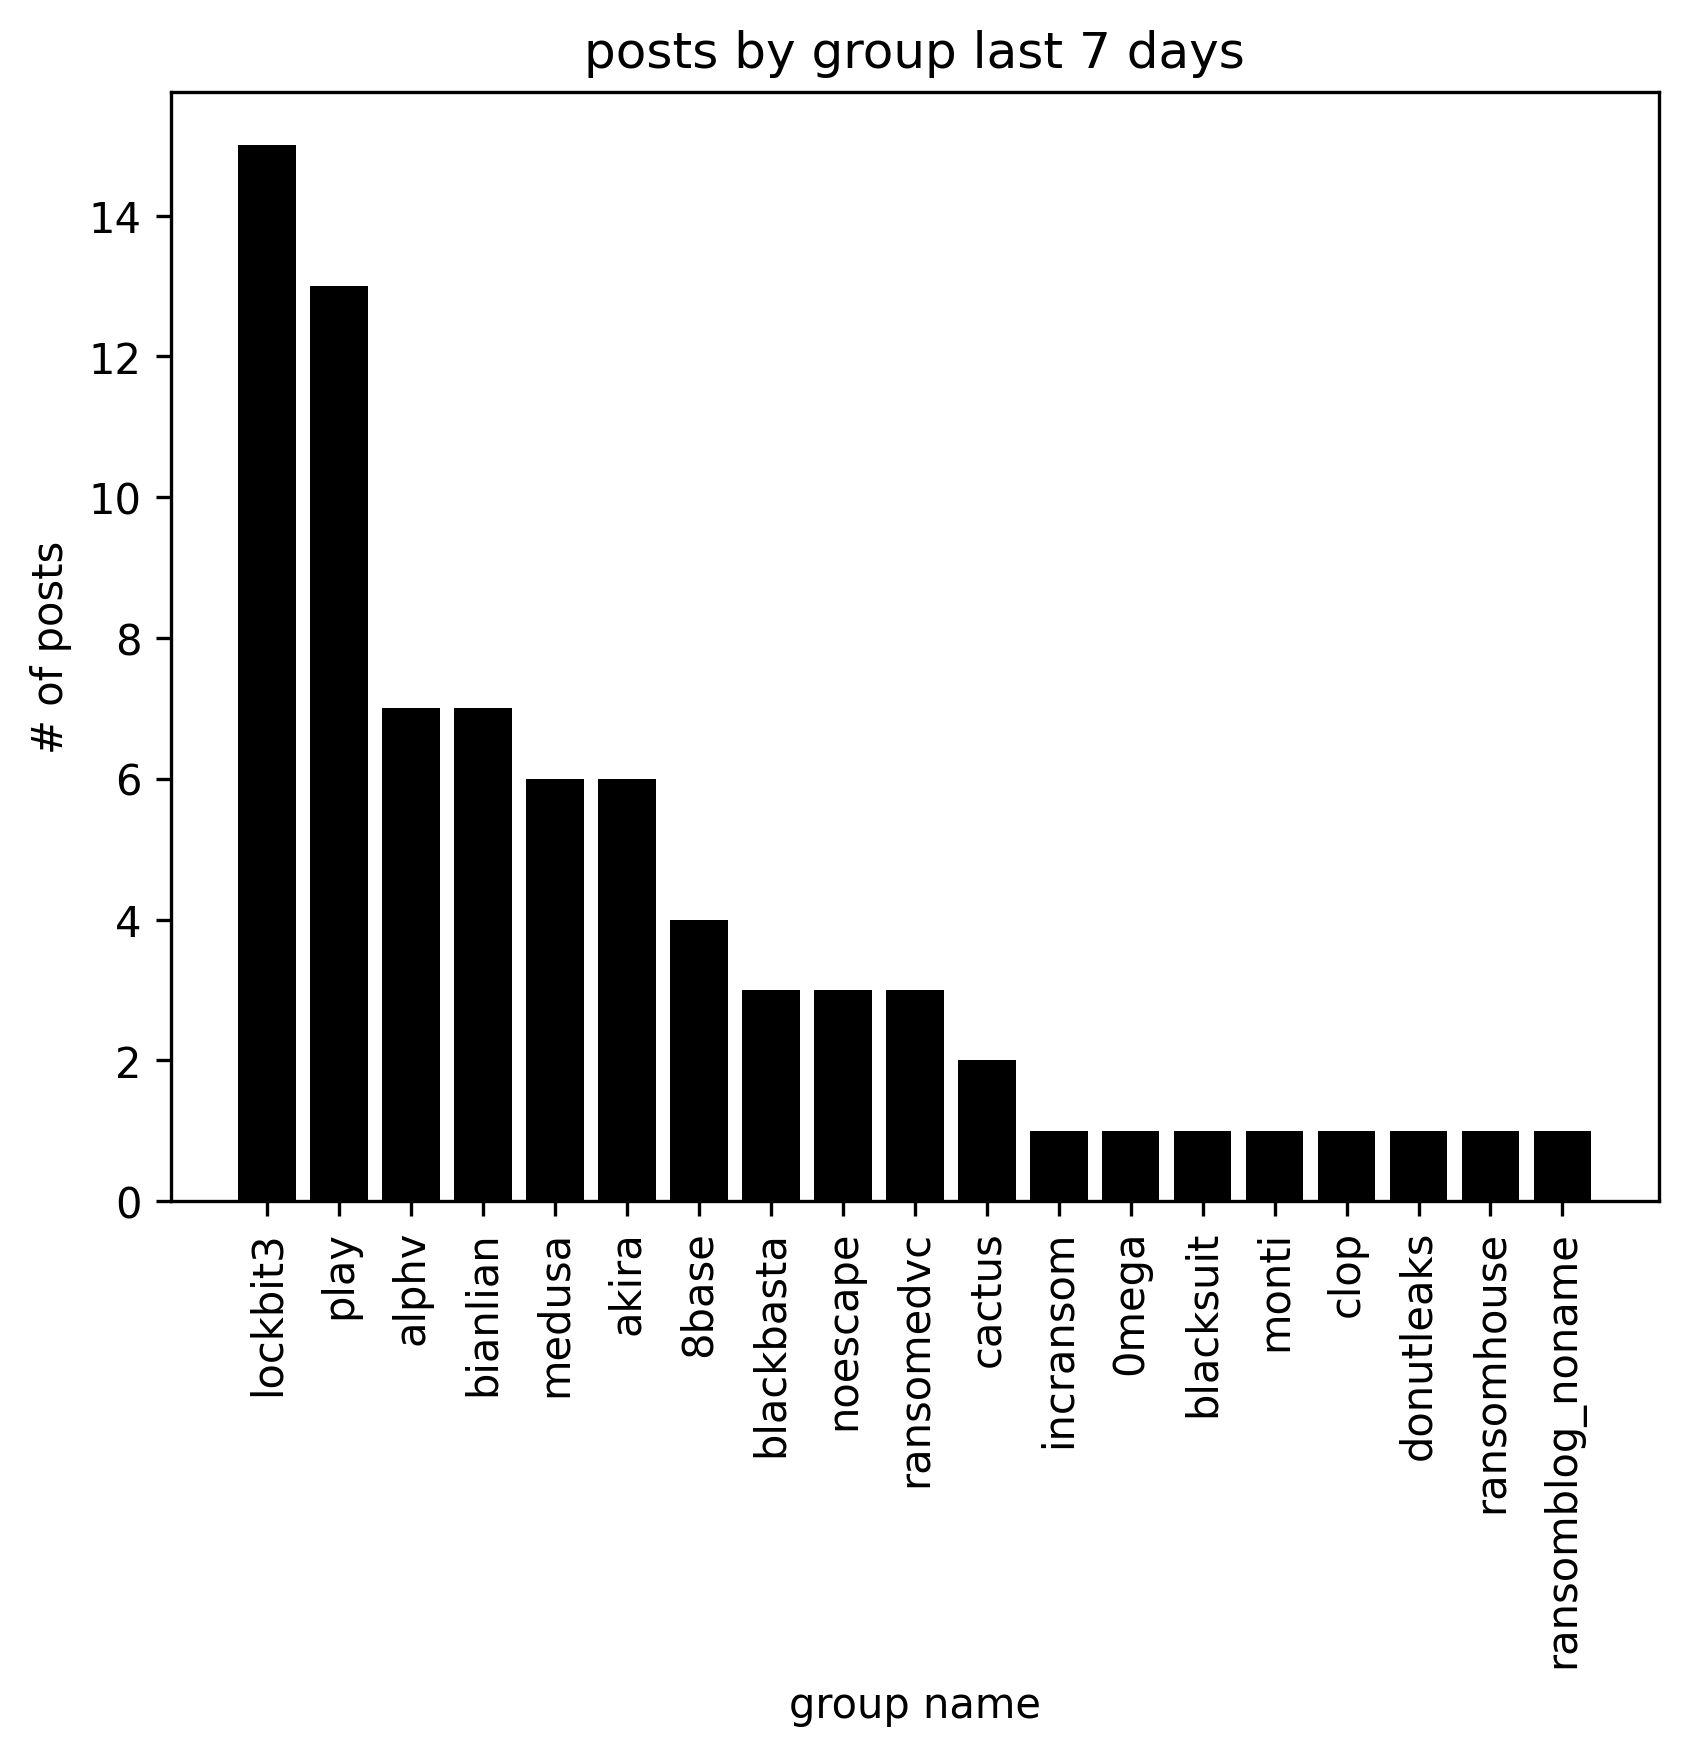 posts by group last 7 days
# of posts
14
12
10
8
6
4
2
0
lockbit3
play
alphv
bianlian
medusa
akira
8base
blackbasta
noescape
ransomedvc
cactus
incransom
0mega
blacksuit
monti
clop
donutleaks
ransomhouse
ransomblog_noname
group name